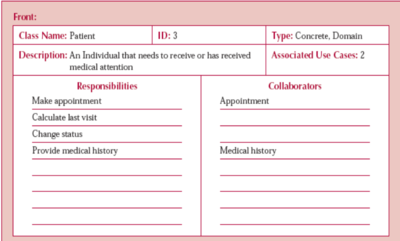 Front:
Class Name: Patient ID: 3 Type: Concrete, Domain
Description: An Individual that needs to receive or has received medical attention Associated Use Cases: 2
Responsibilities Collaborators
Make appointment Appointment
Calculate last visit
Change status
Provide medical history Medical history